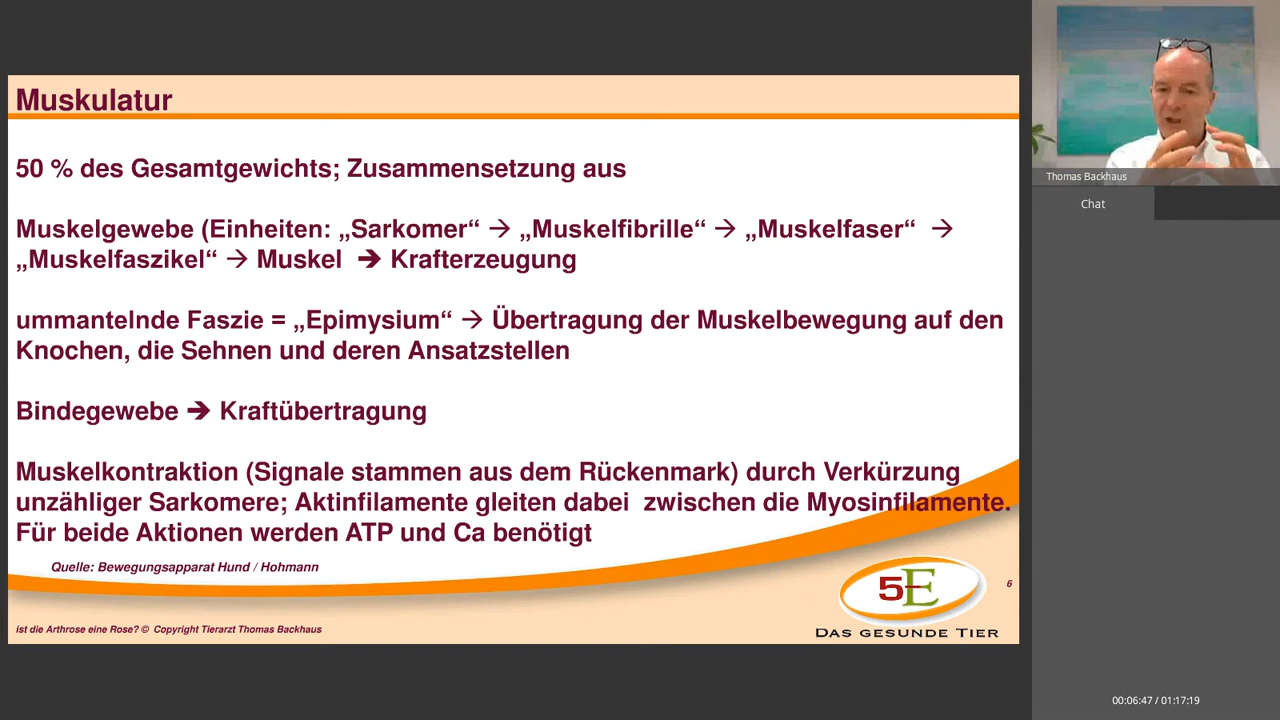 Muskulatur
50 % des Gesamtgewichts; Zusammensetzung aus
Muskelgewebe (Einheiten: „Sarkomer“ → „Muskelfibrille“ → „Muskelfaser“ →
„Muskelfaszikel“ → Muskel ➔ Krafterzeugung
ummantelnde Faszie = „Epimysium“ → Übertragung der Muskelbewegung auf den
Knochen, die Sehnen und deren Ansatzstellen
Bindegewebe ➔ Kraftübertragung
Muskelkontraktion (Signale stammen aus dem Rückenmark) durch Verkürzung
unzähliger Sarkomere; Aktinfilamente gleiten dabei zwischen die Myosinfilamente.
Für beide Aktionen werden ATP und Ca benötigt
Quelle: Bewegungsapparat Hund / Hohmann
6
5E
DAS GESUNDE TIER
ist die Arthrose eine Rose? © Copyright Tierarzt Thomas Backhaus
Thomas Backhaus
Chat
00:06:47 / 01:17:19